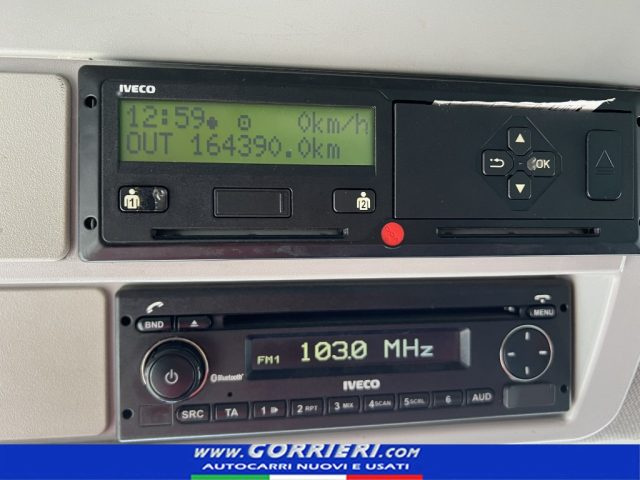 IVECO
12:59 0km/h
OUT 164390.0km
1 2
OK
BND MENU
FM1 103.0 MHz
Bluetooth
IVECO
SRC TA 1 2 RPT 3 MIX 4 SCAN 5 SCRL 6 AUD
WWW.GORRIERI.COM
AUTOCARRI NUOVI E USATI